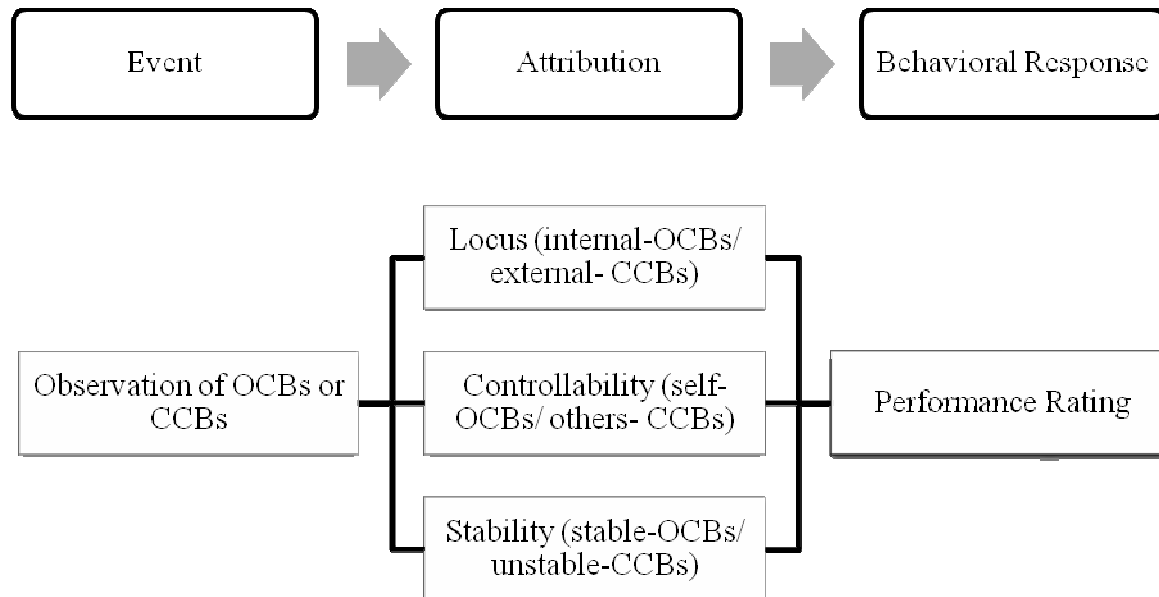 Event
Attribution
Behavioral Response
Locus (internal-OCBs/
external- CCBs)
Observation of OCBs or
CCBs
Controllability (self-
OCBs/ others- CCBs)
Performance Rating
Stability (stable-OCBs/
unstable-CCBs)